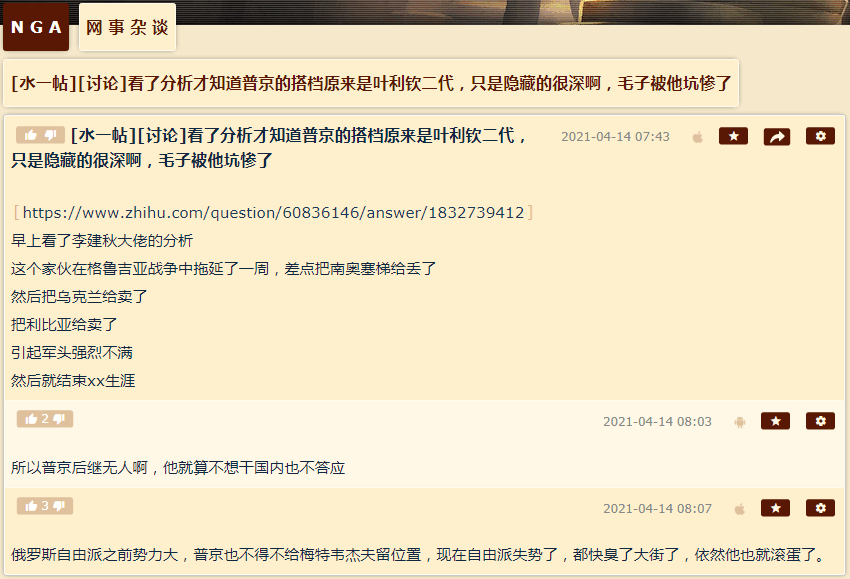 NGA
网事杂谈
[水一帖][讨论]看了分析才知道普京的搭档原来是叶利钦二代，只是隐藏的很深啊，毛子被他坑惨了
[水一帖][讨论]看了分析才知道普京的搭档原来是叶利钦二代， 2021-04-14 07:43
只是隐藏的很深啊，毛子被他坑惨了
[https://www.zhihu.com/question/60836146/answer/1832739412]
早上看了李建秋大佬的分析
这个家伙在格鲁吉亚战争中拖延了一周，差点把南奥塞梯给丢了
然后把乌克兰给卖了
把利比亚给卖了
引起军头强烈不满
然后就结束xx生涯
2 2021-04-14 08:03
所以普京后继无人啊，他就算不想干国内也不答应
3 2021-04-14 08:07
俄罗斯自由派之前势力大，普京也不得不给梅特韦杰夫留位置，现在自由派失势了，都快臭了大街了，依然他也就滚蛋了。